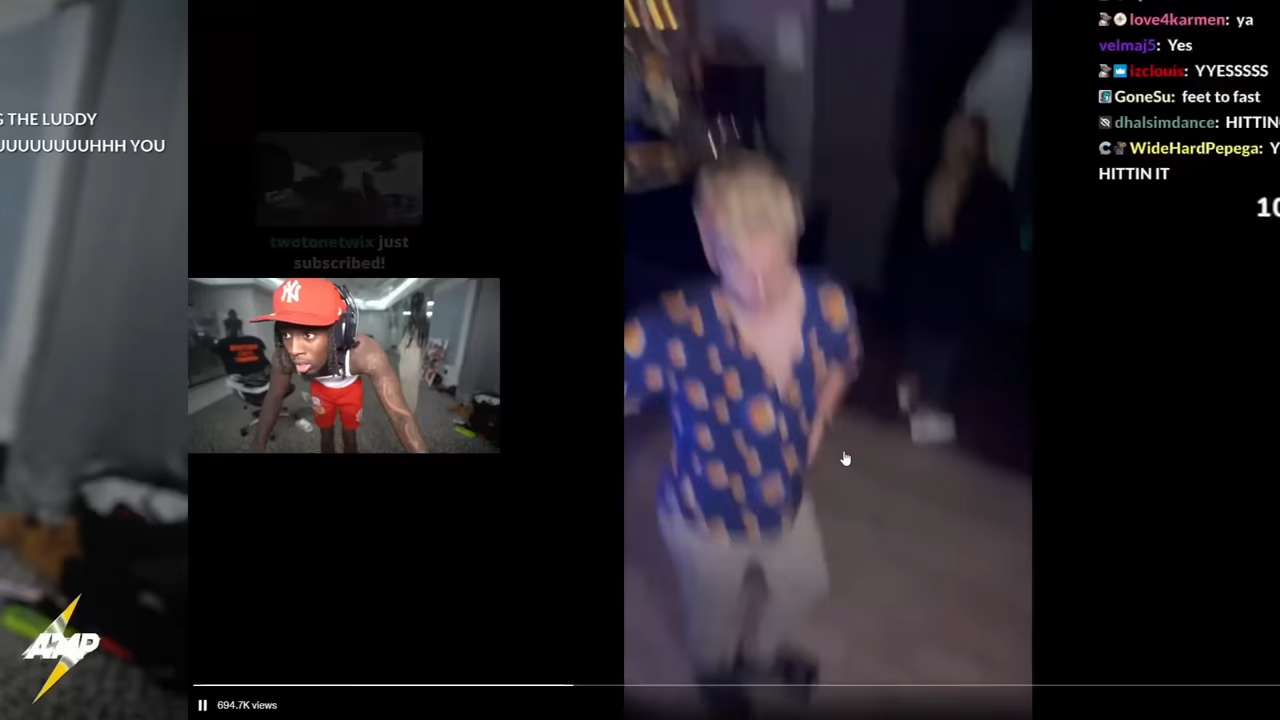 G THE LUDDY
UUUUUUUUHHH YOU
twotonetwix just
subscribed!
NY
AMP
694.7K views
love4karmen: ya
velmaj5: Yes
izclouis: YYESSSSS
GoneSu: feet to fast
dhalsimdance: HITTIN
WideHardPepega: Y
HITTIN IT
10